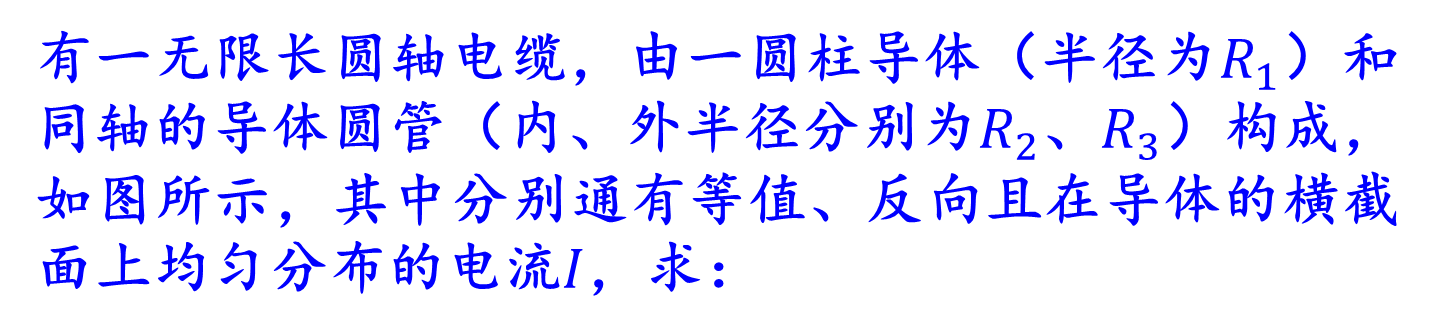 有一无限长圆轴电缆，由一圆柱导体（半径为R₁）和
同轴的导体圆管（内、外半径分别为R₂、R₃）构成，
如图所示，其中分别通有等值、反向且在导体的横截
面上均匀分布的电流I，求：